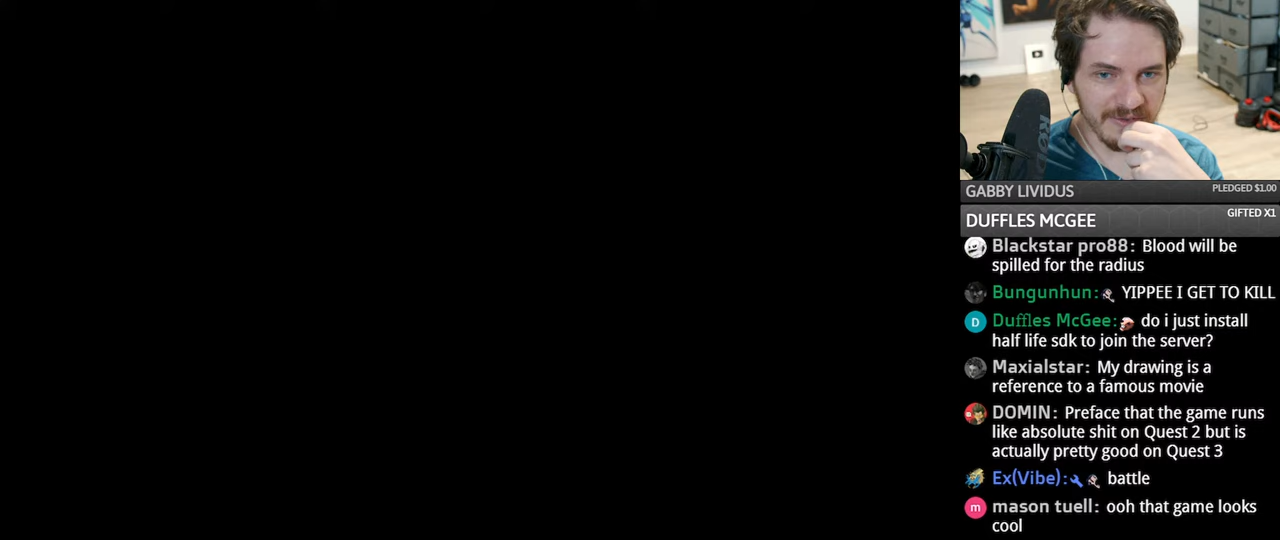 GABBY LIVIDUS
PLEDGED $1.00
DUFFLES MCGEE
GIFTED X1
Blackstar pro88: Blood will be
spilled for the radius
Bungunhun: YIPPEE I GET TO KILL
D Duffles McGee: do i just install
half life sdk to join the server?
Maxialstar: My drawing is a
reference to a famous movie
DOMIN: Preface that the game runs
like absolute shit on Quest 2 but is
actually pretty good on Quest 3
Ex(Vibe): battle
m mason tuell: ooh that game looks
cool